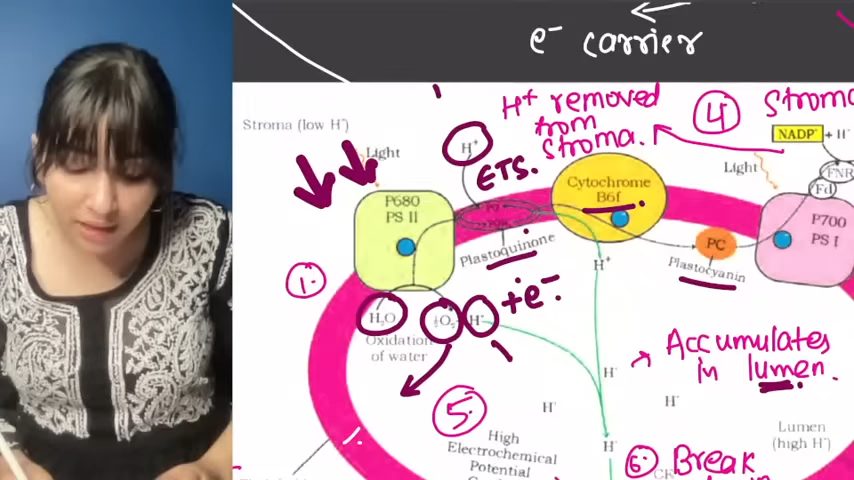 e⁻ carrier
H⁺ removed
from
stroma.
4
Stroma
Stroma (low H⁺)
NADP⁺ + H⁺
Light
H⁺
ETS.
Cytochrome
B6f
Light
FNR
Fd
P680
PS II
PQ
P700
PS I
PC
Plastoquinone
Plastocyanin
H⁺
1.
+e⁻.
H₂O
½O₂
H⁺
Oxidation
of water
Accumulates
in lumen.
H⁺
H⁺
H⁺
5.
Lumen
(high H⁺)
High
Electrochemical
Potential
H⁺
6. Break